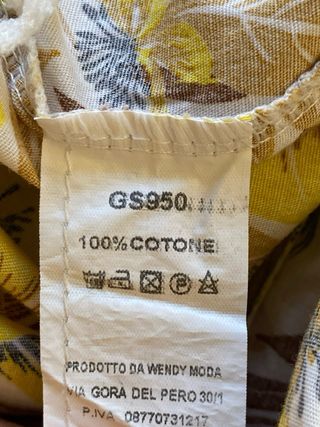 GS950
100% COTONE
PRODOTTO DA WENDY MODA
VIA GORA DEL PERO 30/1
P.IVA 08770731217